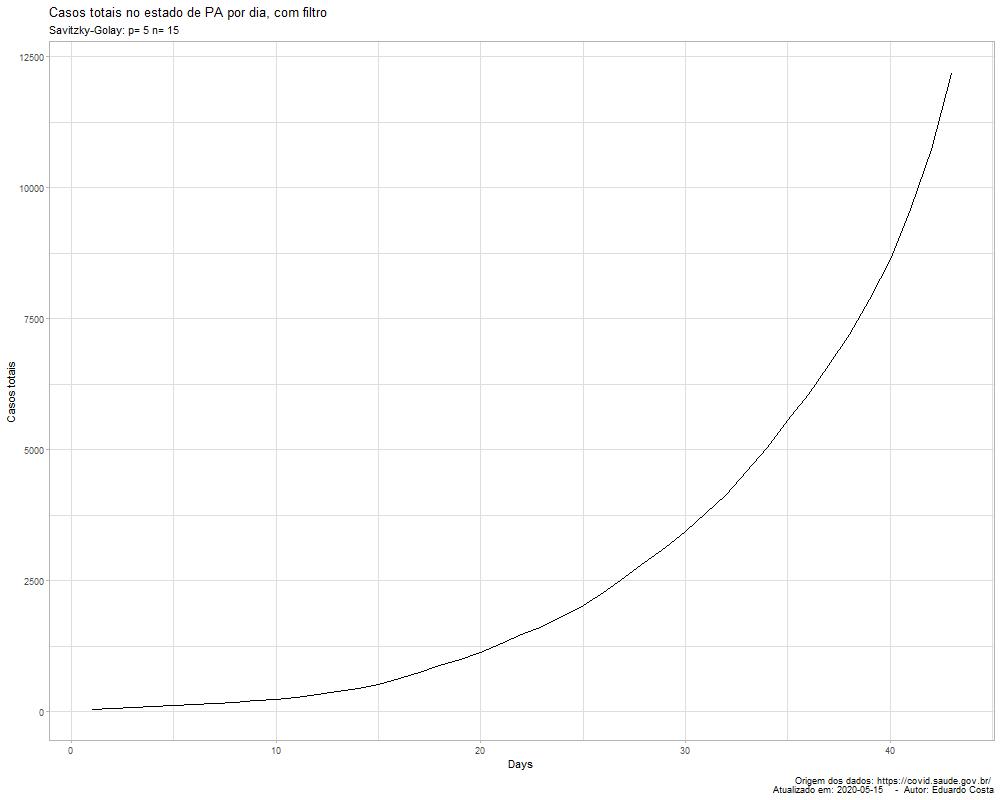 Casos totais no estado de PA por dia, com filtro
Savitzky-Golay: p= 5 n= 15
12500
10000
7500
5000
2500
0
Casos totais
0 10 20 30 40
Days
Origem dos dados: https://covid.saude.gov.br/
Atualizado em: 2020-05-15 - Autor: Eduardo Costa